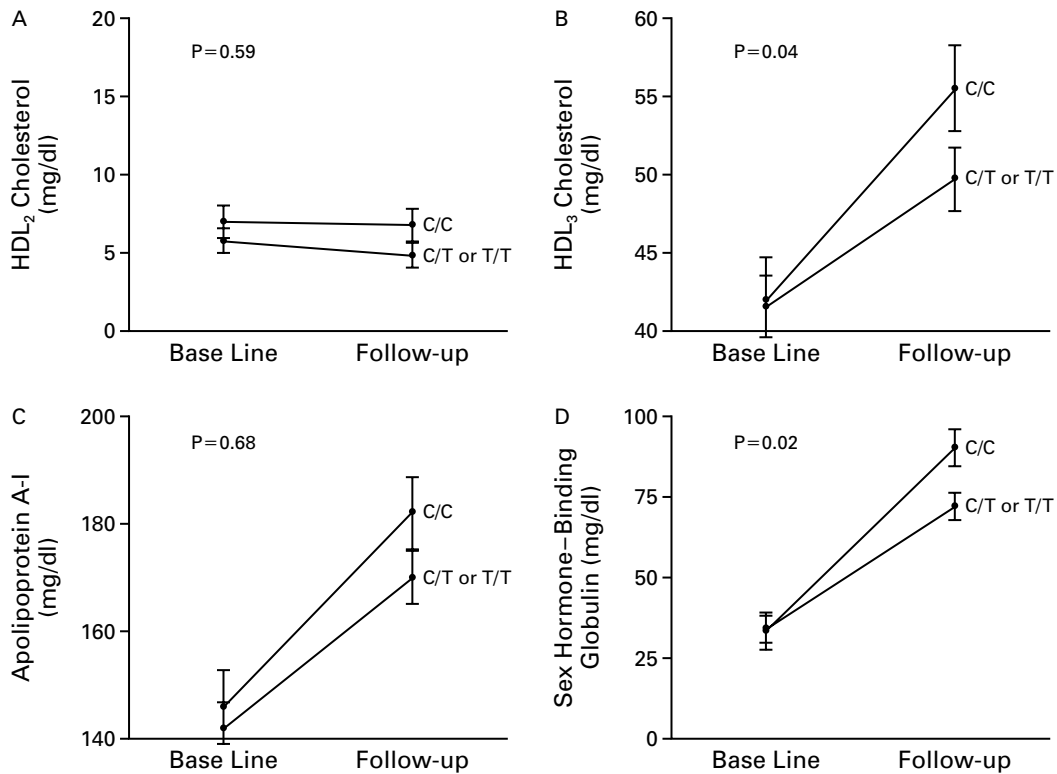 A
HDL₂ Cholesterol
(mg/dl)
20
15
10
5
0
P=0.59
C/C
C/T or T/T
Base Line
Follow-up
B
HDL₃ Cholesterol
(mg/dl)
60
55
50
45
40
P=0.04
C/C
C/T or T/T
Base Line
Follow-up
C
Apolipoprotein A-I
(mg/dl)
200
180
160
140
P=0.68
C/C
C/T or T/T
Base Line
Follow-up
D
Sex Hormone–Binding
Globulin (mg/dl)
100
75
50
25
0
P=0.02
C/C
C/T or T/T
Base Line
Follow-up